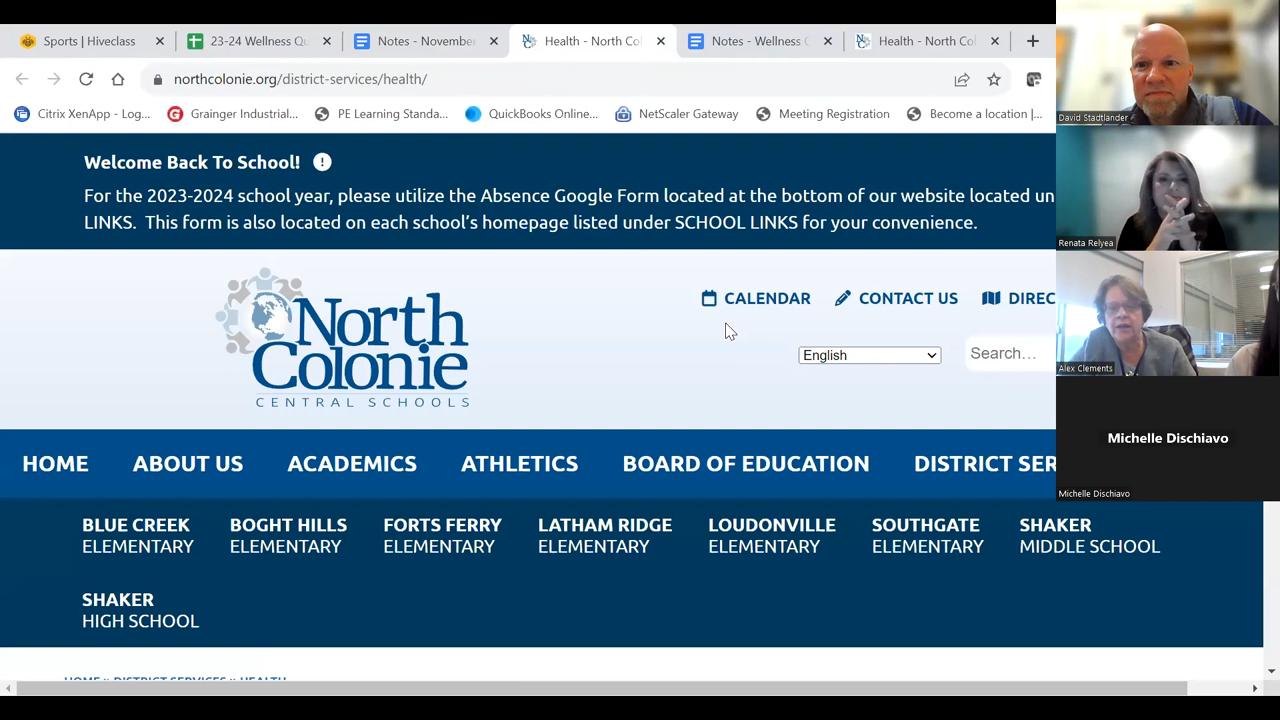 Sports | Hiveclass
23-24 Wellness Qu
Notes - November
Health - North Co
Notes - Wellness C
Health - North Col
northcolonie.org/district-services/health/
Citrix XenApp - Log...
Grainger Industrial...
PE Learning Standa...
QuickBooks Online...
NetScaler Gateway
Meeting Registration
Become a location |...
Welcome Back To School!
For the 2023-2024 school year, please utilize the Absence Google Form located at the bottom of our website located un
LINKS. This form is also located on each school's homepage listed under SCHOOL LINKS for your convenience.
North
Colonie
CENTRAL SCHOOLS
CALENDAR
CONTACT US
DIREC
English
Search...
HOME
ABOUT US
ACADEMICS
ATHLETICS
BOARD OF EDUCATION
DISTRICT SER
BLUE CREEK
ELEMENTARY
BOGHT HILLS
ELEMENTARY
FORTS FERRY
ELEMENTARY
LATHAM RIDGE
ELEMENTARY
LOUDONVILLE
ELEMENTARY
SOUTHGATE
ELEMENTARY
SHAKER
MIDDLE SCHOOL
SHAKER
HIGH SCHOOL
HOME » DISTRICT SERVICES » HEALTH
David Stadtlander
Renata Relyea
Alex Clements
Michelle Dischiavo
Michelle Dischiavo